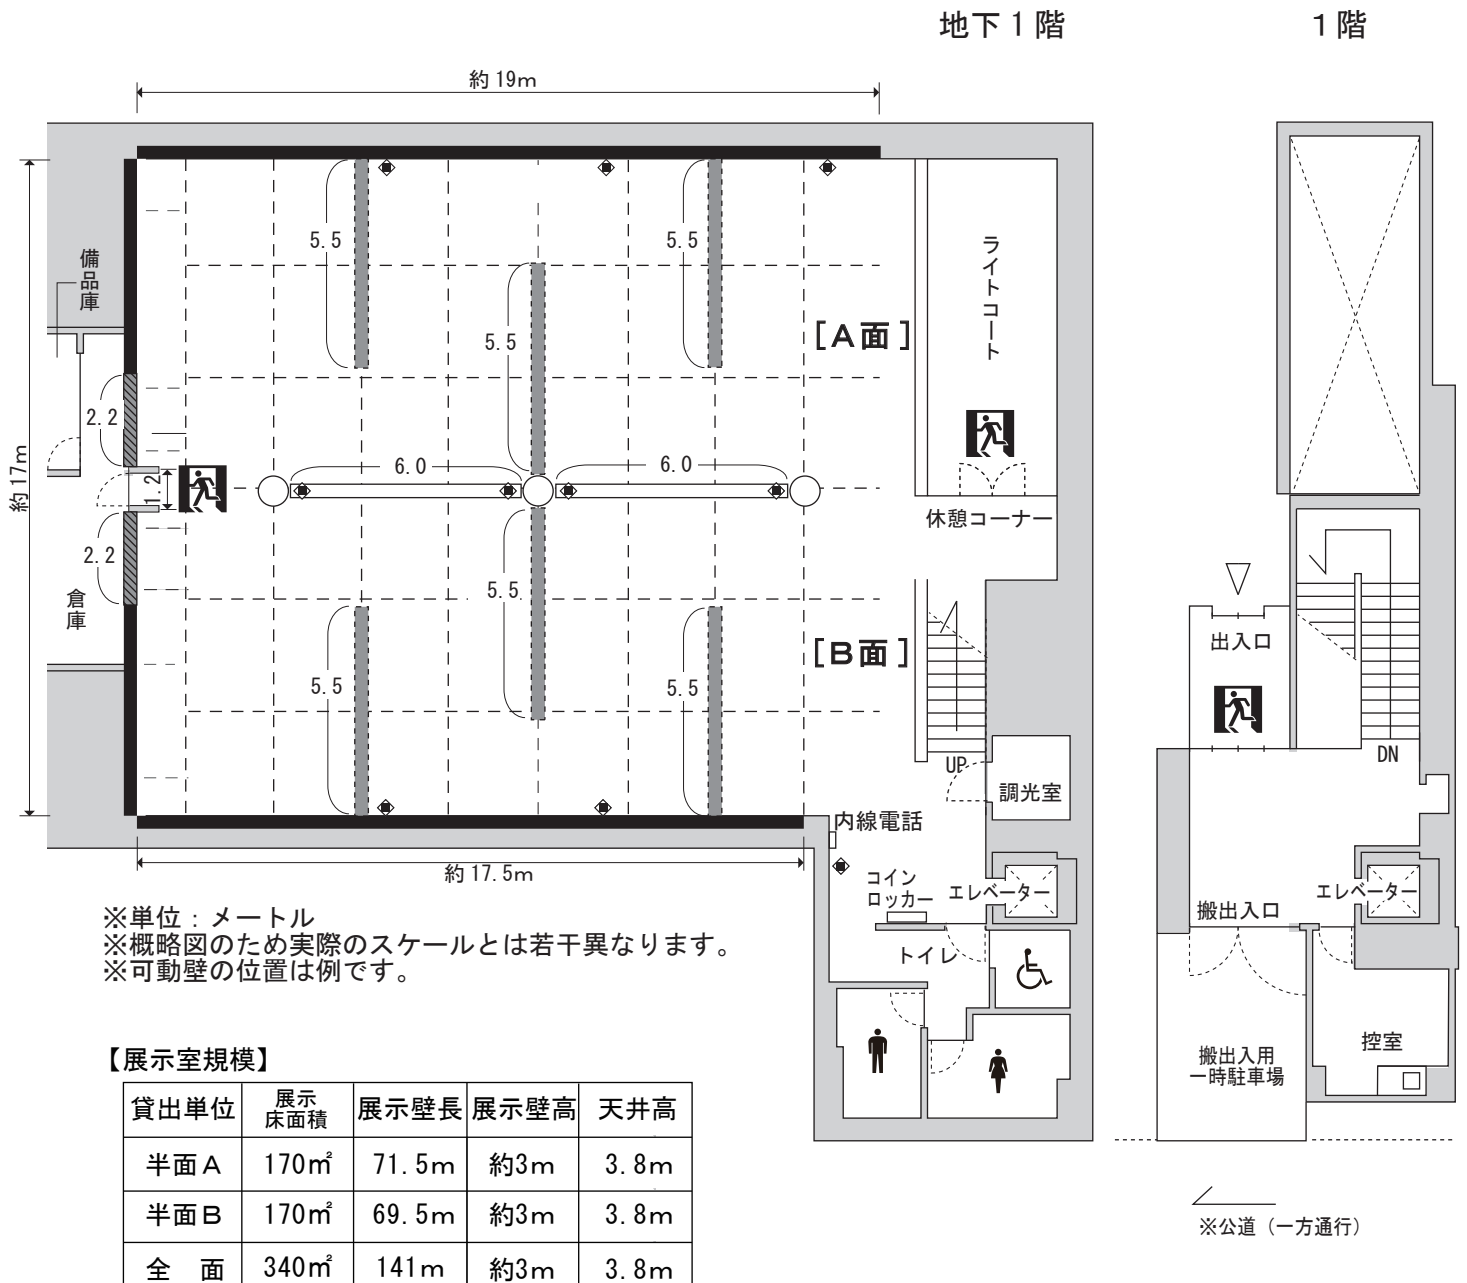 地下1階
1階
約19m
5.5
5.5
備品庫
ライトコート
5.5
[A面]
2.2
6.0
6.0
約17m
1.2
休憩コーナー
2.2
5.5
倉庫
出入口
[B面]
5.5
5.5
UP
DN
調光室
内線電話
約17.5m
コイン
ロッカー
エレベーター
エレベーター
搬出入口
※単位：メートル
※概略図のため実際のスケールとは若干異なります。
※可動壁の位置は例です。
トイレ
控室
搬出入用
一時駐車場
【展示室規模】
貸出単位 展示床面積 展示壁長 展示壁高 天井高
半面A 170㎡ 71.5m 約3m 3.8m
半面B 170㎡ 69.5m 約3m 3.8m
全 面 340㎡ 141m 約3m 3.8m
※公道（一方通行）